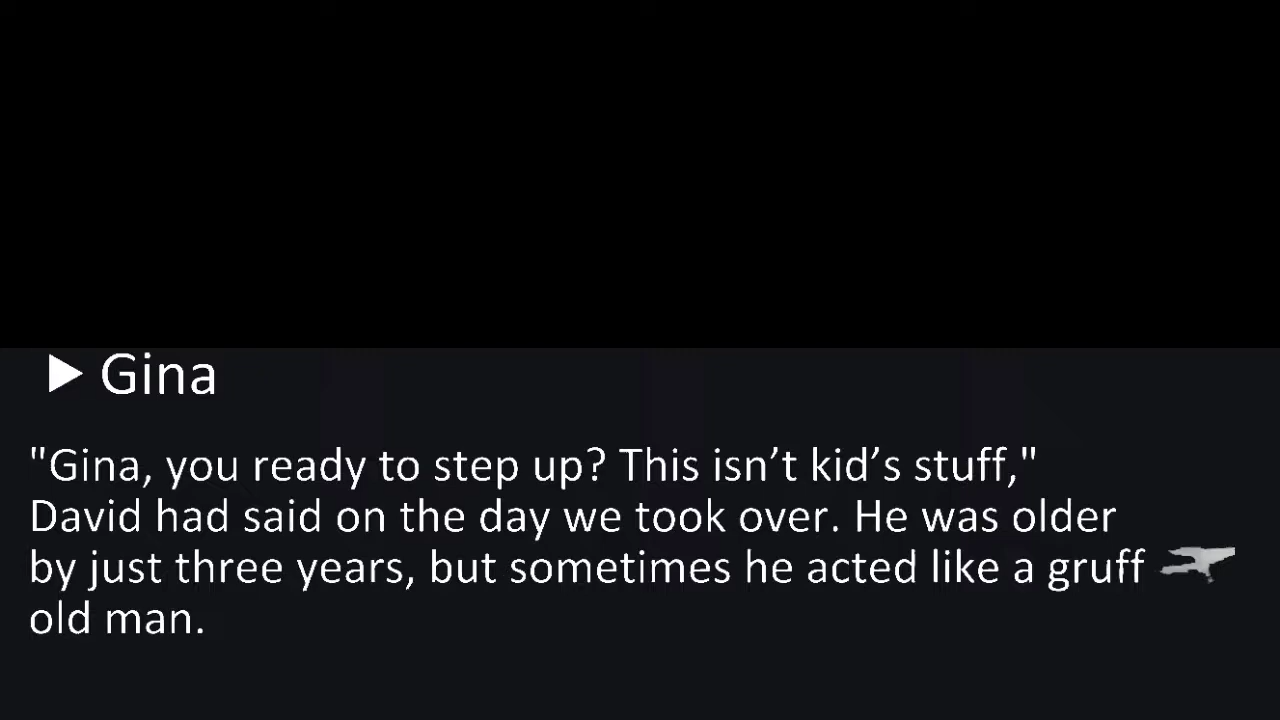 Gina
"Gina, you ready to step up? This isn’t kid’s stuff,"
David had said on the day we took over. He was older
by just three years, but sometimes he acted like a gruff
old man.